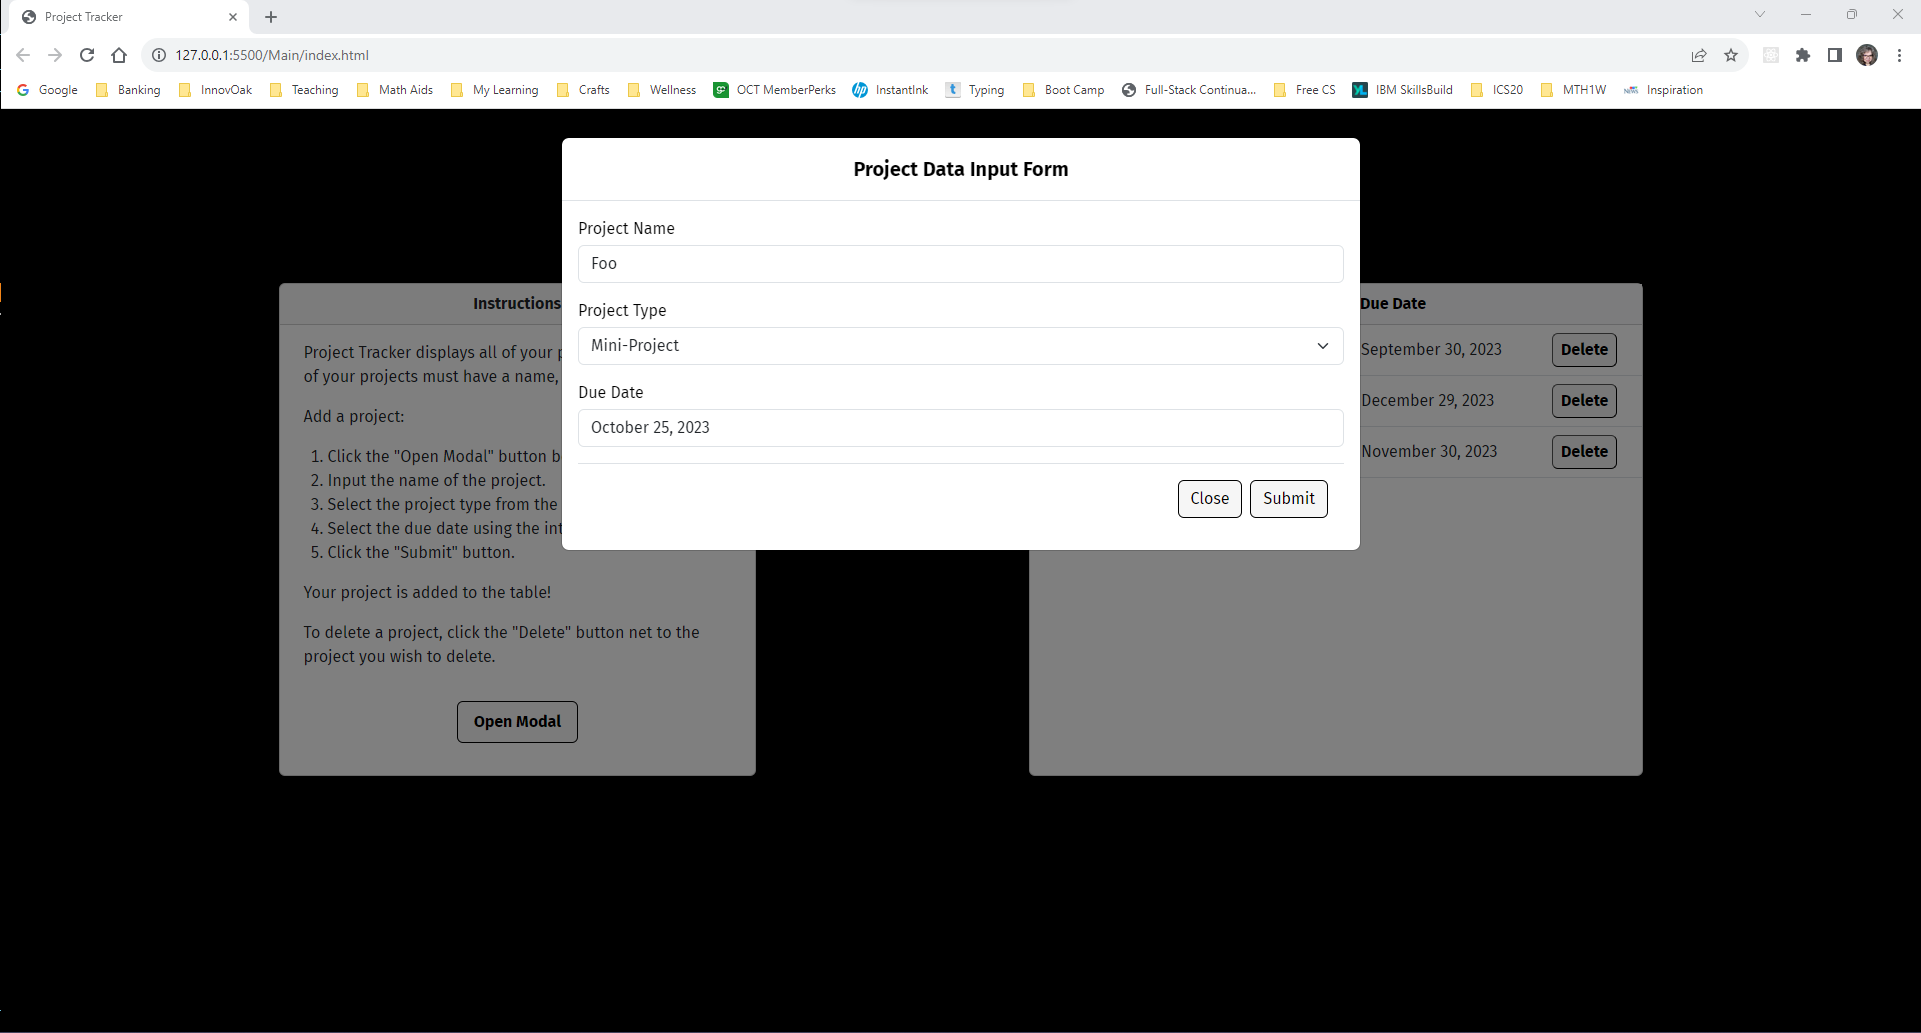 Project Tracker
127.0.0.1:5500/Main/index.html
Google Banking InnovOak Teaching Math Aids My Learning Crafts Wellness OCT MemberPerks InstantInk Typing Boot Camp Full-Stack Continua... Free CS IBM SkillsBuild ICS20 MTH1W Inspiration
Project Data Input Form
Project Name
Foo
Project Type
Mini-Project
Due Date
October 25, 2023
Close Submit
Instructions
Project Tracker displays all of your
of your projects must have a name,
Add a project:
1. Click the "Open Modal" button
2. Input the name of the project.
3. Select the project type from the
4. Select the due date using the
5. Click the "Submit" button.
Your project is added to the table!
To delete a project, click the "Delete" button net to the
project you wish to delete.
Open Modal
Due Date
September 30, 2023 Delete
December 29, 2023 Delete
November 30, 2023 Delete